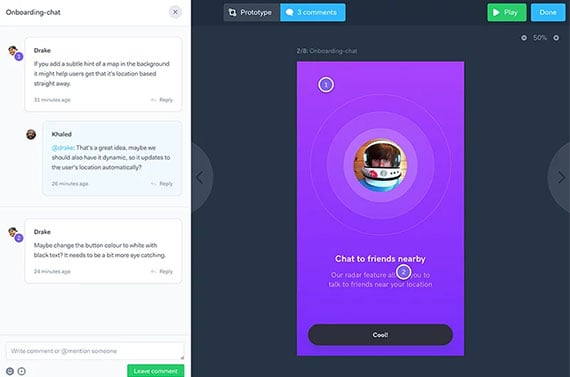 Onboarding-chat
Prototype
3 comments
Play
Done
50%
2/8: Onboarding-chat
1
Drake
If you add a subtle hint of a map in the background
it might help users get that it's location based
straight away.
31 minutes ago
Reply
Khaled
@drake: That's a great idea, maybe we
should also have it dynamic, so it updates to
the user's location automatically?
26 minutes ago
Reply
2
Drake
Maybe change the button colour to white with
black text? It needs to be a bit more eye catching.
24 minutes ago
Reply
Write comment or @mention someone
Leave comment
1
Chat to friends nearby
Our radar feature you to
2
talk to friends near your location
Cool!